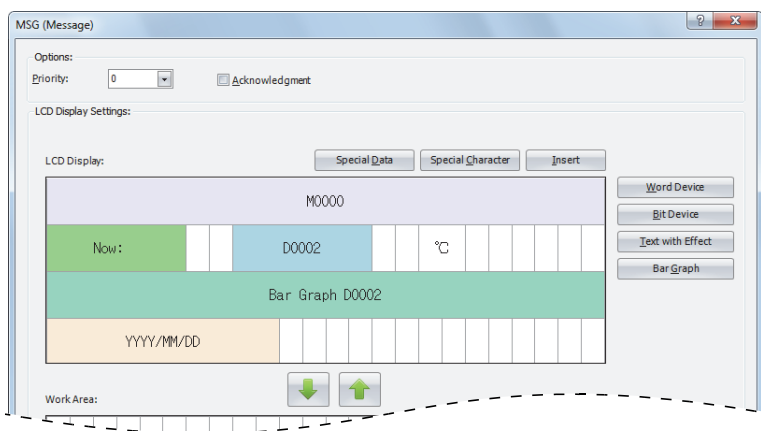 MSG (Message)
Options:
Priority: 0 Acknowledgment
LCD Display Settings:
LCD Display: Special Data Special Character Insert
M0000
Word Device
Bit Device
Now: D0002 ℃
Text with Effect
Bar Graph
Bar Graph D0002
YYYY/MM/DD
Work Area: